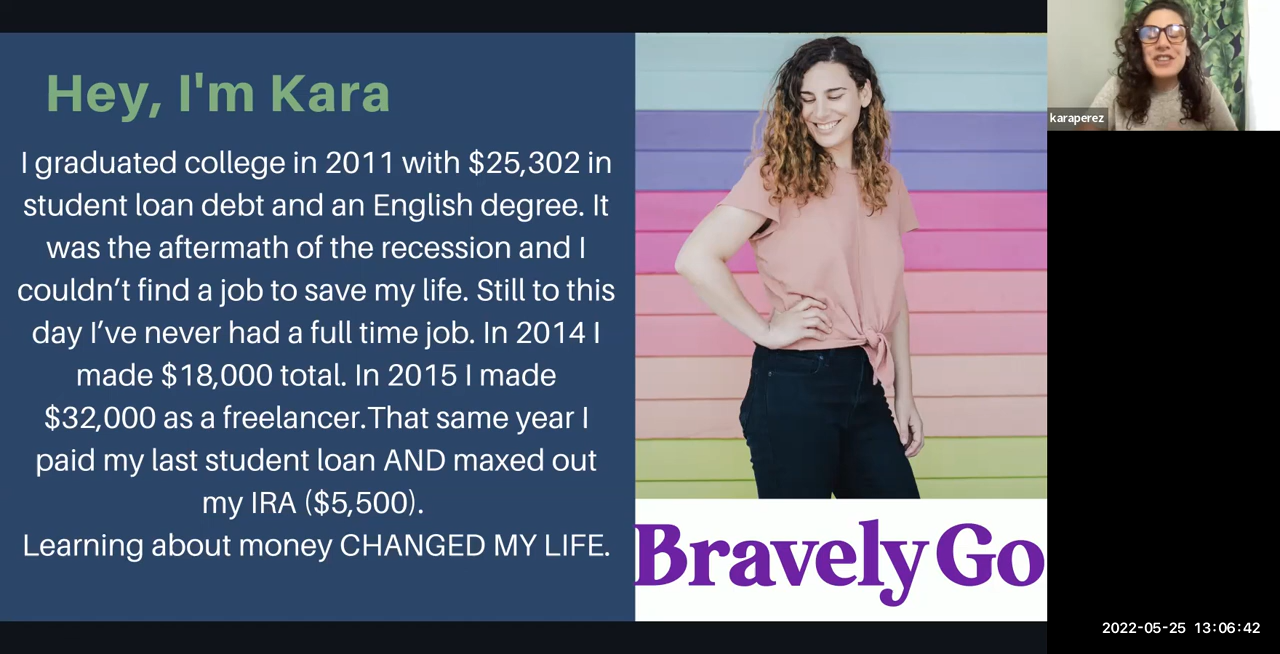 Hey, I'm Kara
I graduated college in 2011 with $25,302 in
student loan debt and an English degree. It
was the aftermath of the recession and I
couldn’t find a job to save my life. Still to this
day I’ve never had a full time job. In 2014 I
made $18,000 total. In 2015 I made
$32,000 as a freelancer.That same year I
paid my last student loan AND maxed out
my IRA ($5,500).
Learning about money CHANGED MY LIFE.
Bravely Go
karaperez
2022-05-25 13:06:42